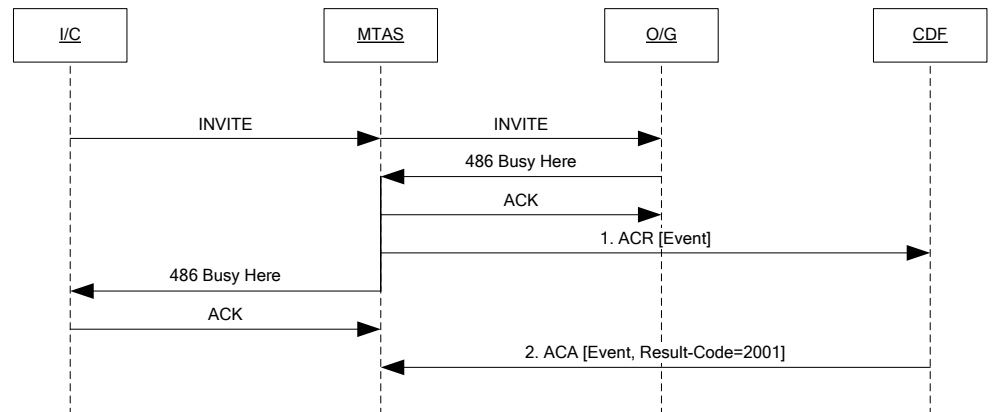 I/C
MTAS
O/G
CDF
INVITE
INVITE
486 Busy Here
ACK
1. ACR [Event]
486 Busy Here
ACK
2. ACA [Event, Result-Code=2001]